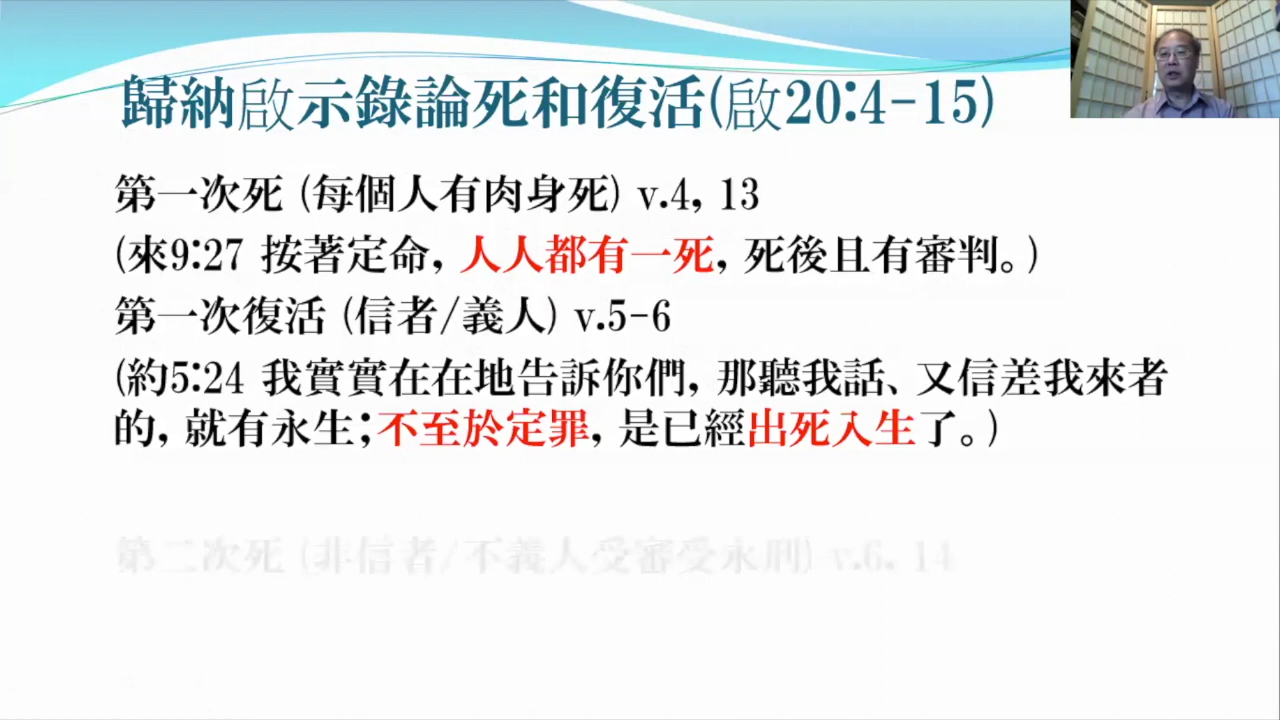 歸納啟示錄論死和復活(啟20:4-15)
第一次死 (每個人有肉身死) v.4, 13
(來9:27 按著定命, 人人都有一死, 死後且有審判。)
第一次復活 (信者/義人) v.5-6
(約5:24 我實實在在地告訴你們, 那聽我話、又信差我來者
的, 就有永生;不至於定罪, 是已經出死入生了。)
第二次死 (非信者/不義人受審受永刑) v.6, 14